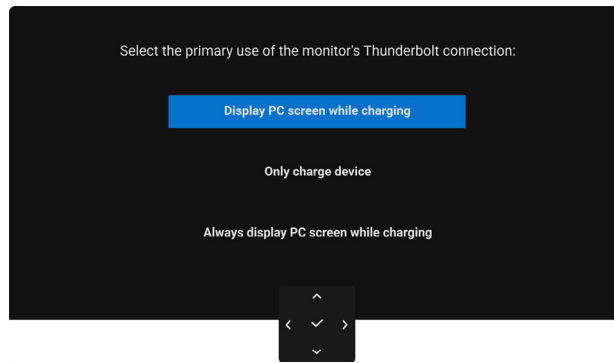 Select the primary use of the monitor's Thunderbolt connection:
Display PC screen while charging
Only charge device
Always display PC screen while charging